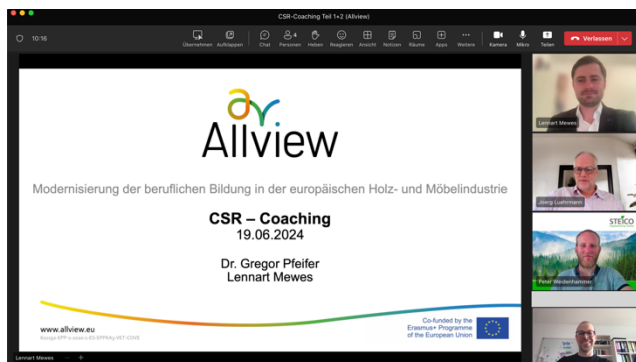 CSR-Coaching Teil 1+2 (Allview)
10:16
Übernehmen Aufklappen Chat Personen 4 Heben Reagieren Ansicht Notizen Räume Apps Weitere Kamera Mikro Teilen Verlassen
Allview
Modernisierung der beruflichen Bildung in der europäischen Holz- und Möbelindustrie
CSR – Coaching
19.06.2024
Dr. Gregor Pfeifer
Lennart Mewes
www.allview.eu
Co-funded by the
Erasmus+ Programme
of the European Union
Lennart Mewes
Lennart Mewes
Joerg Luehrmann
STEICO
Peter Weidenhammer